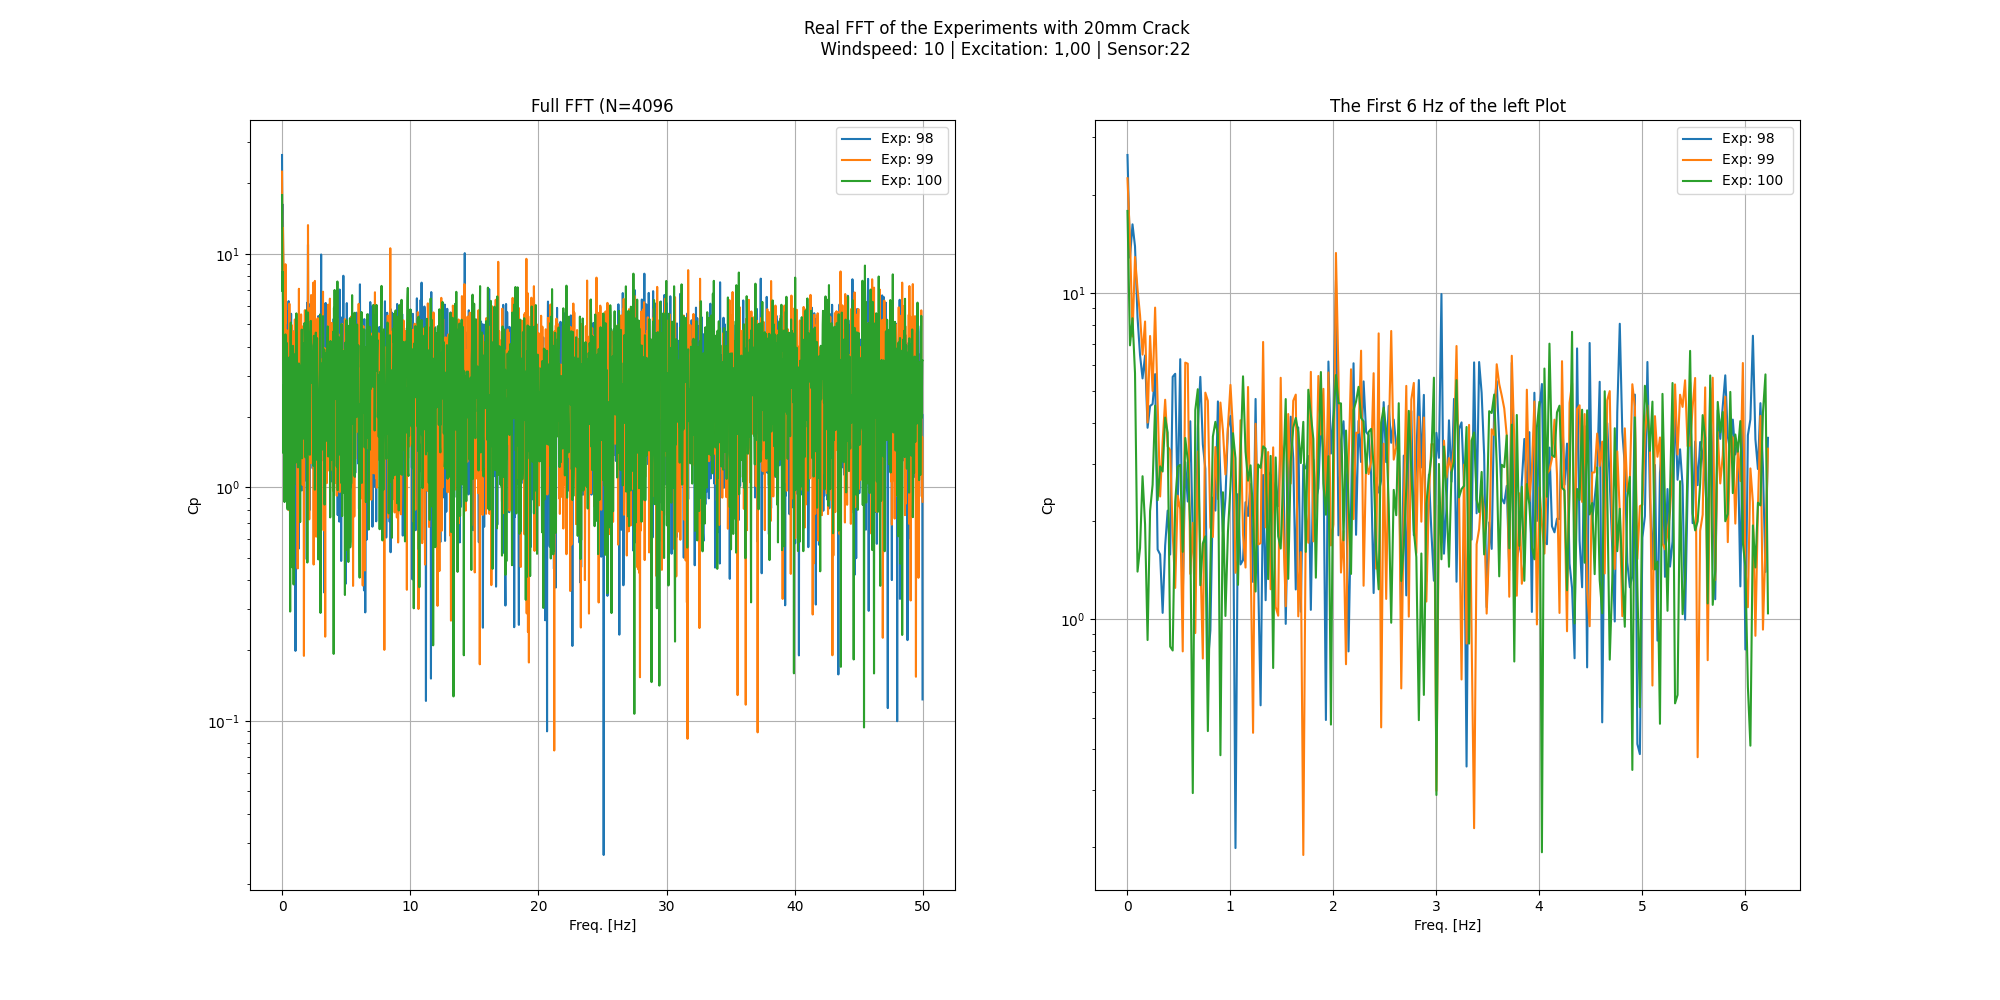 Real FFT of the Experiments with 20mm Crack
Windspeed: 10 | Excitation: 1,00 | Sensor:22
Full FFT (N=4096
Exp: 98
Exp: 99
Exp: 100
10¹
10⁰
10⁻¹
Cp
0 10 20 30 40 50
Freq. [Hz]
The First 6 Hz of the left Plot
Exp: 98
Exp: 99
Exp: 100
10¹
10⁰
Cp
0 1 2 3 4 5 6
Freq. [Hz]